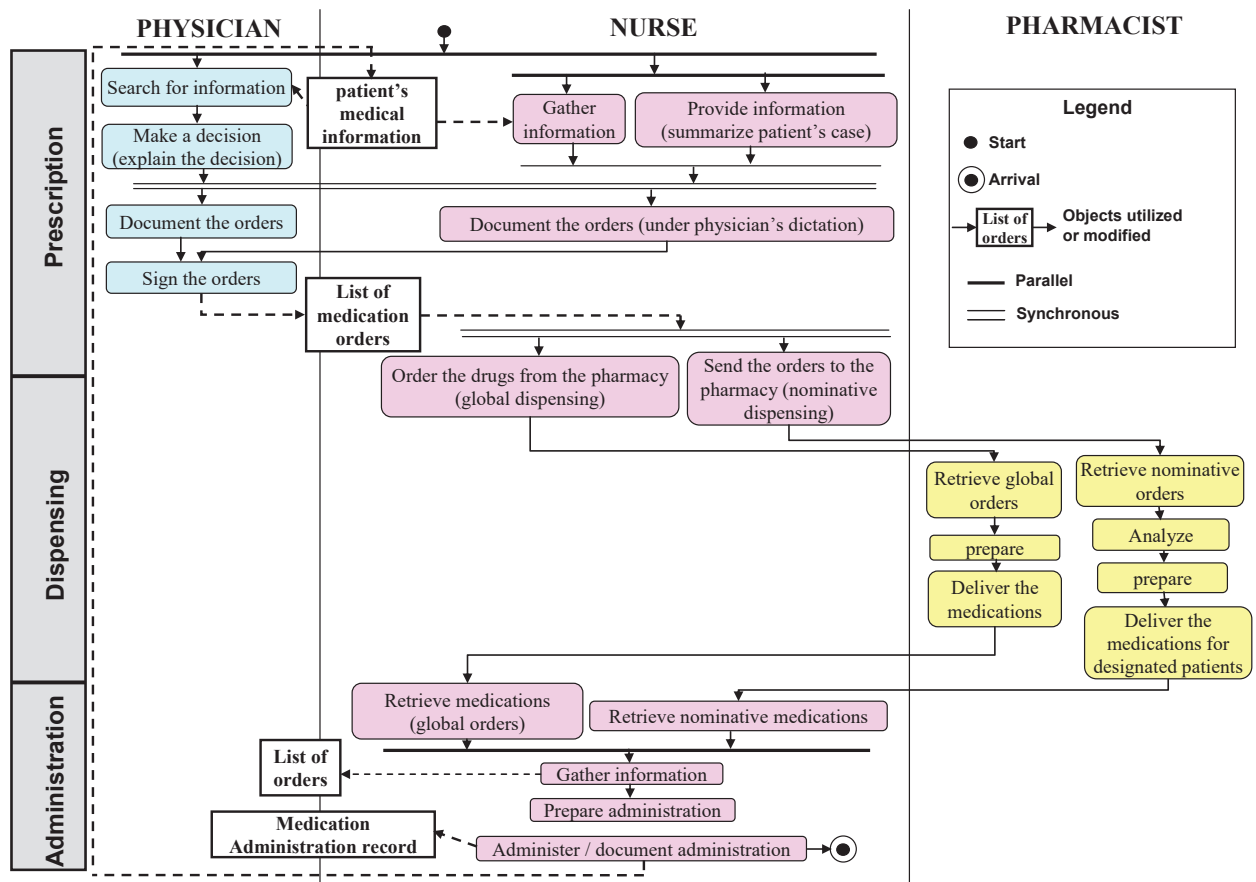 PHYSICIAN
NURSE
PHARMACIST
Prescription
Search for information
patient's
medical
information
Gather
information
Provide information
(summarize patient's case)
Make a decision
(explain the decision)
Document the orders
Document the orders (under physician's dictation)
Sign the orders
List of
medication
orders
Legend
Start
Arrival
List of
orders
Objects utilized
or modified
Parallel
Synchronous
Dispensing
Order the drugs from the pharmacy
(global dispensing)
Send the orders to the
pharmacy (nominative
dispensing)
Retrieve global
orders
prepare
Deliver the
medications
Retrieve nominative
orders
Analyze
prepare
Deliver the
medications for
designated patients
Administration
Retrieve medications
(global orders)
Retrieve nominative medications
List of
orders
Gather information
Prepare administration
Medication
Administration record
Administer / document administration